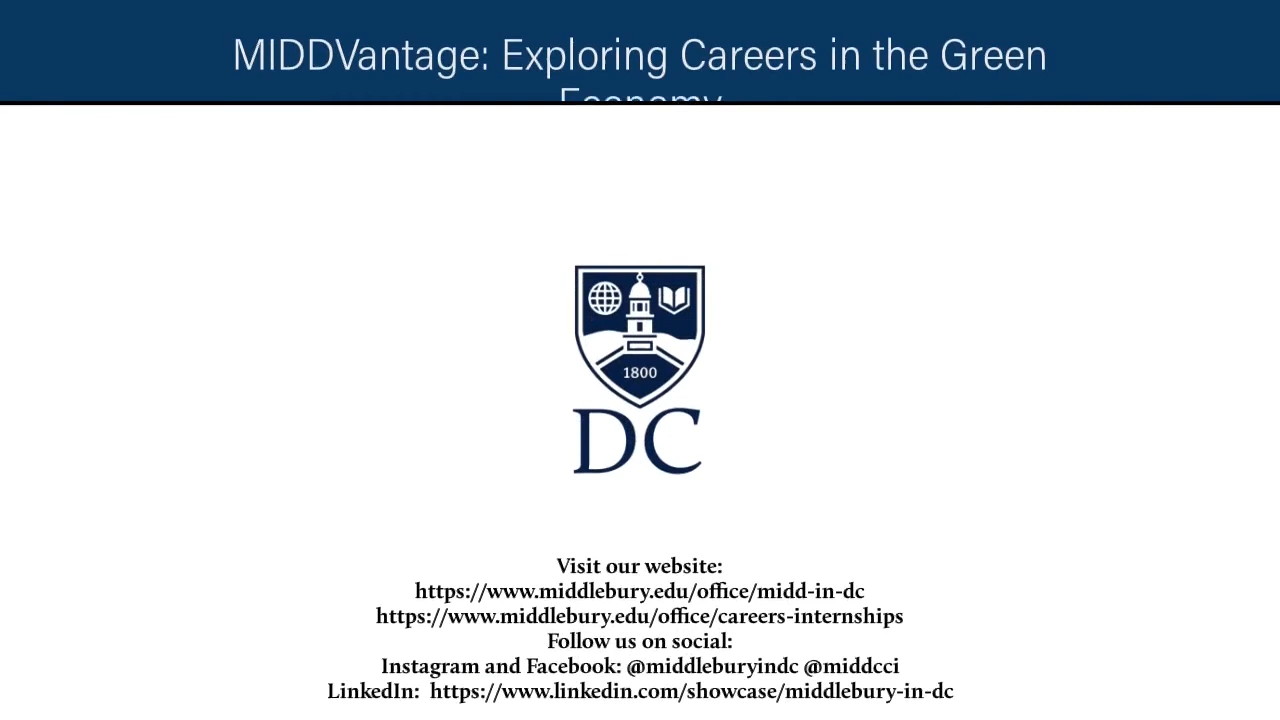 MIDDVantage: Exploring Careers in the Green
Economy
1800
DC
Visit our website:
https://www.middlebury.edu/office/midd-in-dc
https://www.middlebury.edu/office/careers-internships
Follow us on social:
Instagram and Facebook: @middleburyindc @middcci
LinkedIn: https://www.linkedin.com/showcase/middlebury-in-dc